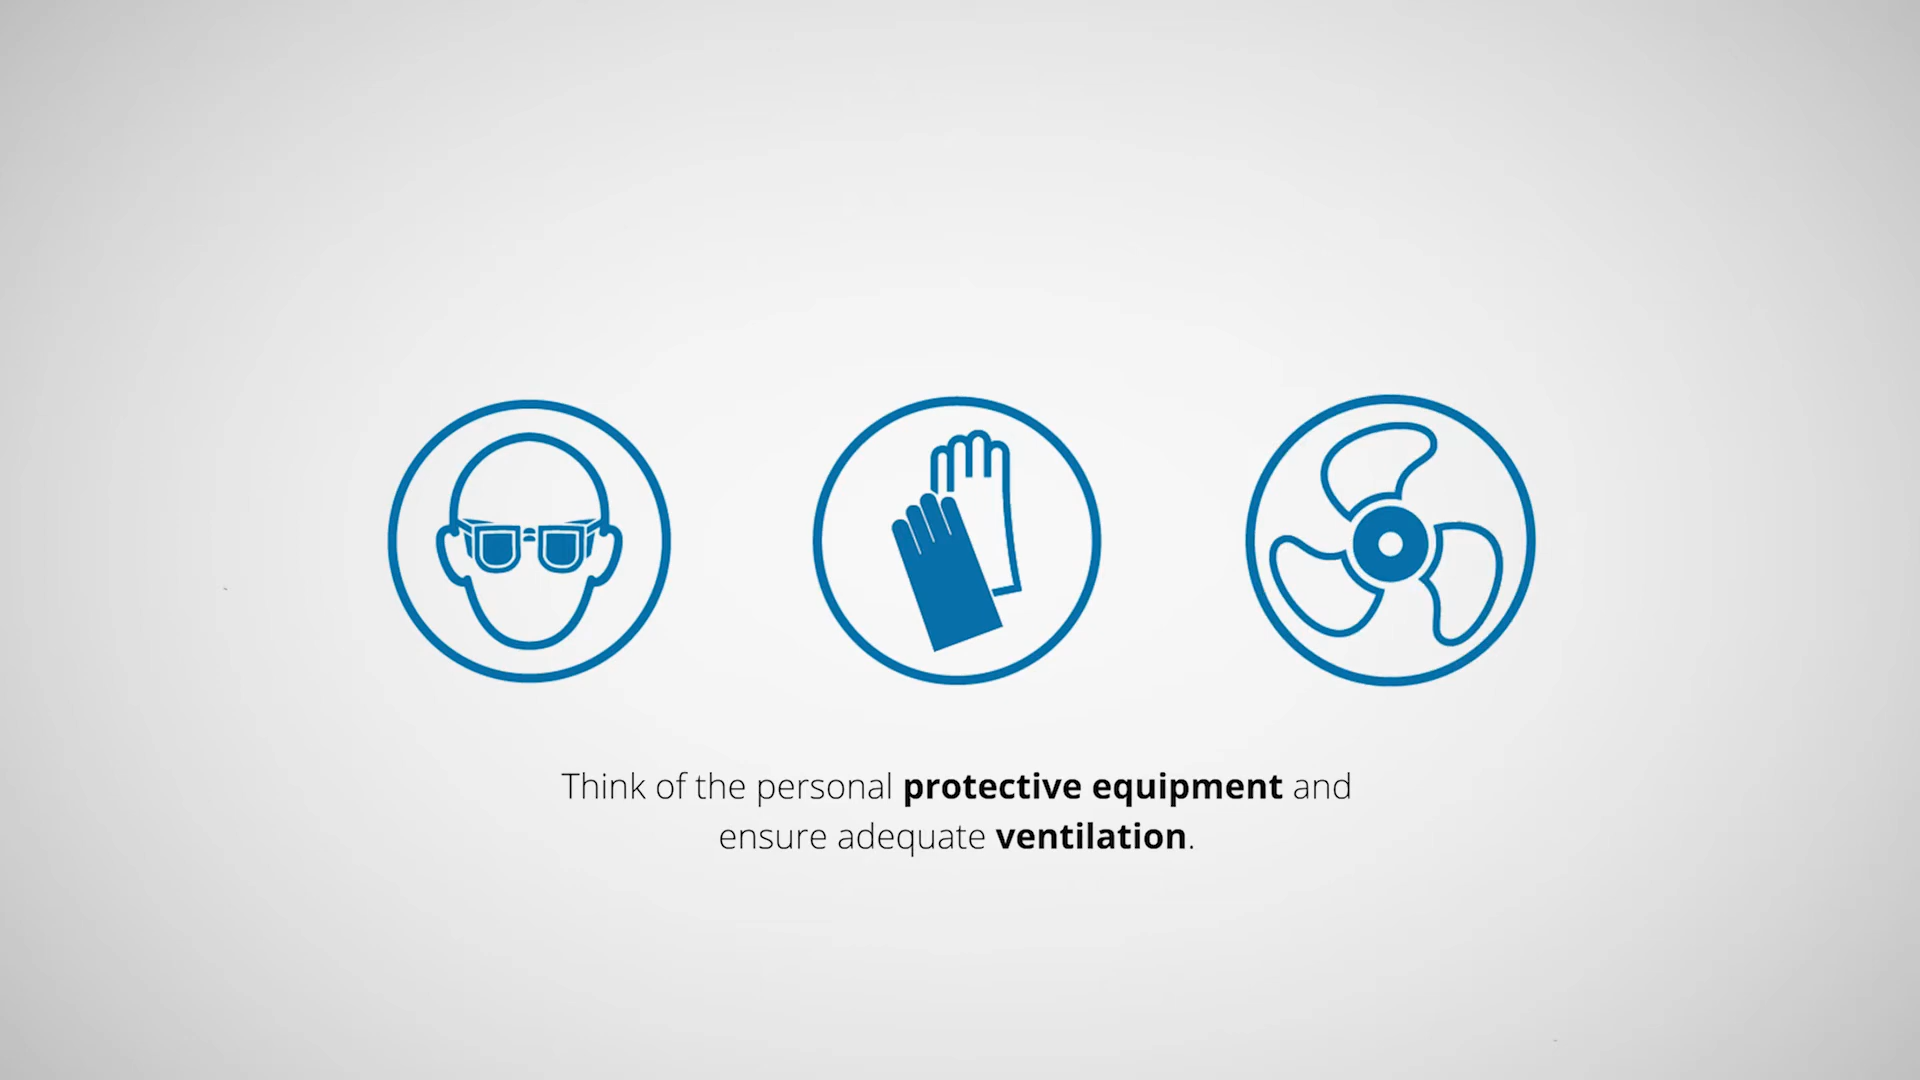 Think of the personal protective equipment and
ensure adequate ventilation.